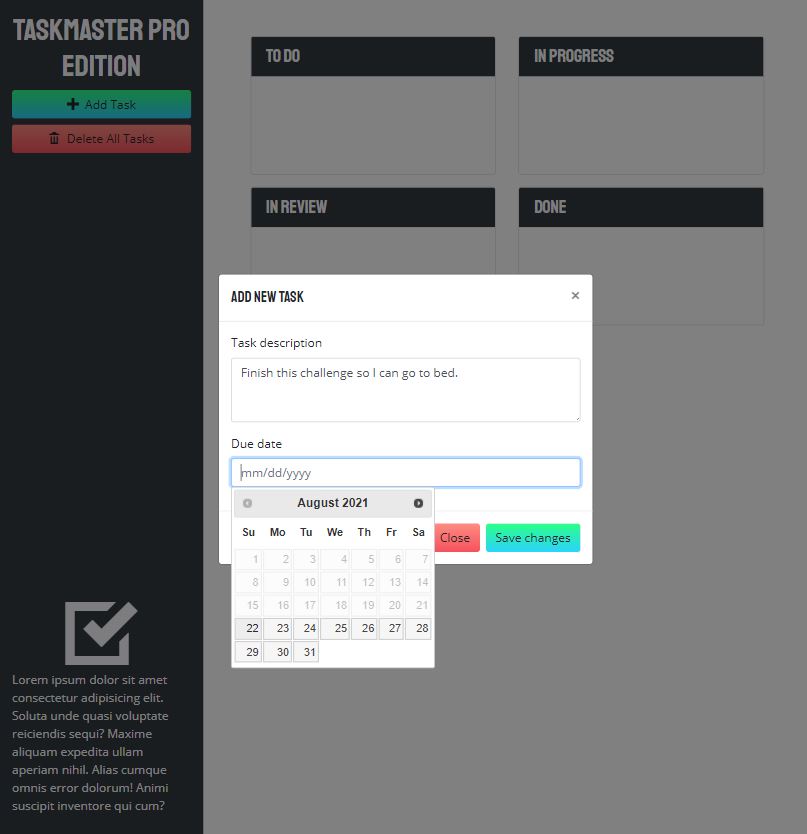 TASKMASTER PRO
EDITION
Add Task
Delete All Tasks
TO DO
IN PROGRESS
IN REVIEW
DONE
ADD NEW TASK
×
Task description
Finish this challenge so I can go to bed.
Due date
mm/dd/yyyy
August 2021
Su Mo Tu We Th Fr Sa
1 2 3 4 5 6 7
8 9 10 11 12 13 14
15 16 17 18 19 20 21
22 23 24 25 26 27 28
29 30 31
Close
Save changes
Lorem ipsum dolor sit amet
consectetur adipisicing elit.
Soluta unde quasi voluptate
reiciendis sequi? Maxime
aliquam expedita ullam
aperiam nihil. Alias cumque
omnis error dolorum! Animi
suscipit inventore qui cum?